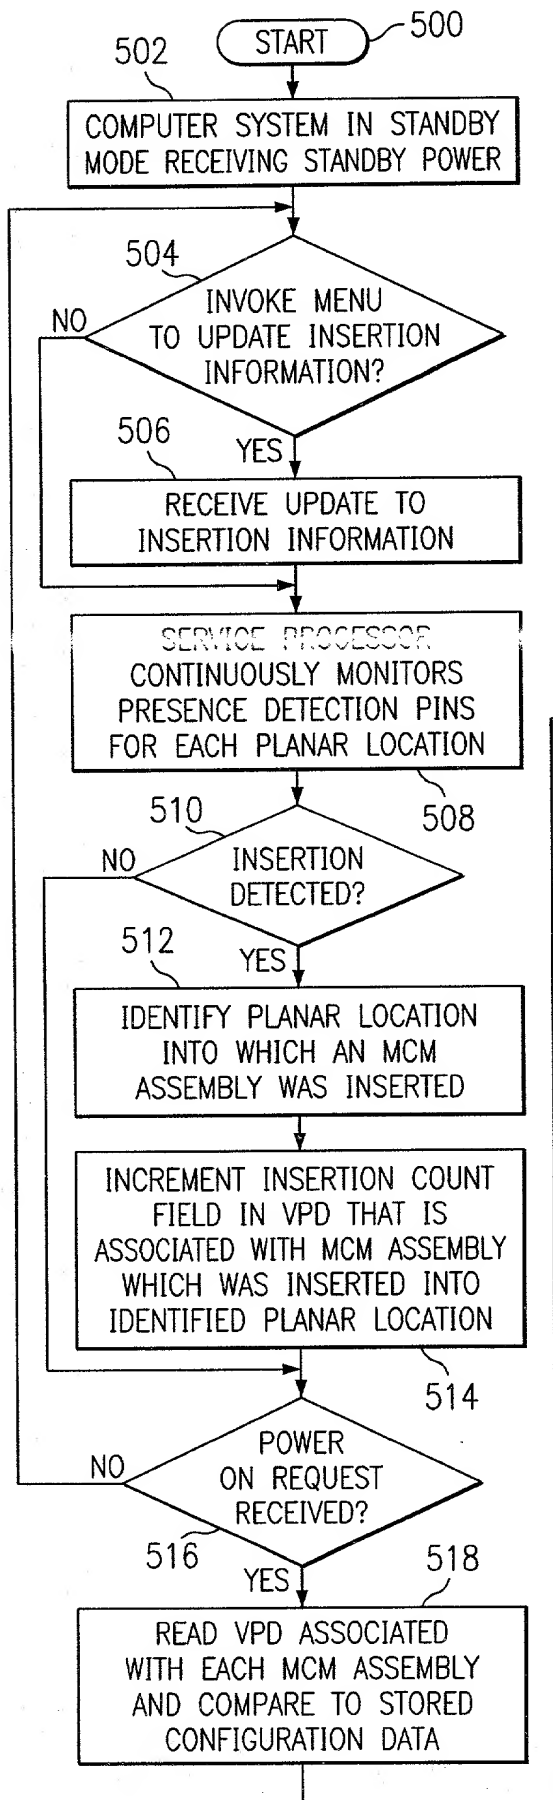 START
500
502
COMPUTER SYSTEM IN STANDBY
MODE RECEIVING STANDBY POWER
504
INVOKE MENU
TO UPDATE INSERTION
INFORMATION?
NO
YES
506
RECEIVE UPDATE TO
INSERTION INFORMATION
SERVICE PROCESSOR
CONTINUOUSLY MONITORS
PRESENCE DETECTION PINS
FOR EACH PLANAR LOCATION
508
510
INSERTION
DETECTED?
NO
YES
512
IDENTIFY PLANAR LOCATION
INTO WHICH AN MCM
ASSEMBLY WAS INSERTED
INCREMENT INSERTION COUNT
FIELD IN VPD THAT IS
ASSOCIATED WITH MCM ASSEMBLY
WHICH WAS INSERTED INTO
IDENTIFIED PLANAR LOCATION
514
POWER
ON REQUEST
RECEIVED?
NO
516
YES
518
READ VPD ASSOCIATED
WITH EACH MCM ASSEMBLY
AND COMPARE TO STORED
CONFIGURATION DATA